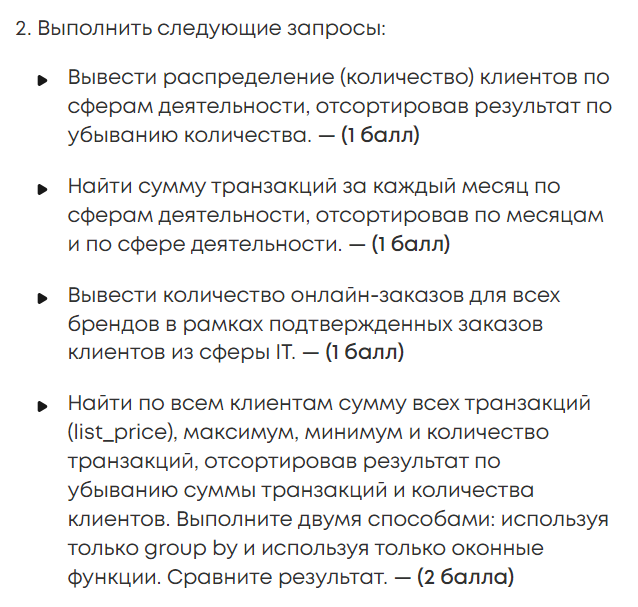 2. Выполнить следующие запросы:
Вывести распределение (количество) клиентов по
сферам деятельности, отсортировав результат по
убыванию количества. — (1 балл)
Найти сумму транзакций за каждый месяц по
сферам деятельности, отсортировав по месяцам
и по сфере деятельности. — (1 балл)
Вывести количество онлайн-заказов для всех
брендов в рамках подтвержденных заказов
клиентов из сферы IT. — (1 балл)
Найти по всем клиентам сумму всех транзакций
(list_price), максимум, минимум и количество
транзакций, отсортировав результат по
убыванию суммы транзакций и количества
клиентов. Выполните двумя способами: используя
только group by и используя только оконные
функции. Сравните результат. — (2 балла)